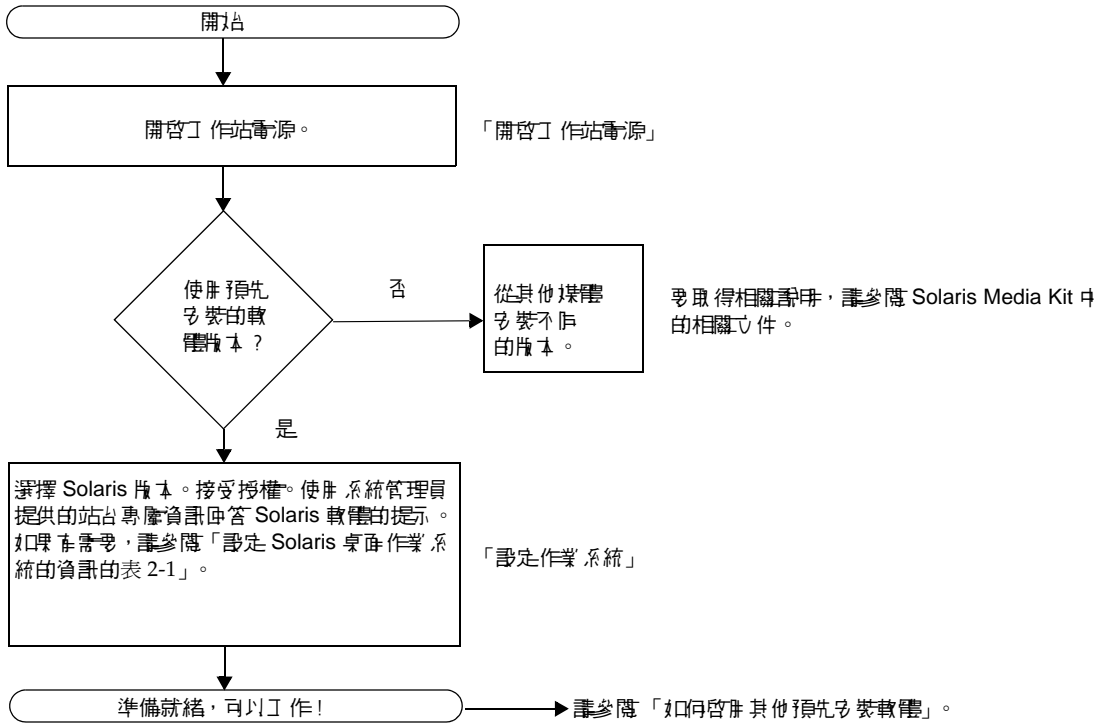 開始
開啟工作站電源。
「開啟工作站電源」
使用預先
安裝的軟
體版本?
否
從其他媒體
安裝不同
的版本。
要取得相關說明,請參閱 Solaris Media Kit 中
的相關文件。
是
選擇 Solaris 版本。接受授權。使用系統管理員
提供的站台專屬資訊回答 Solaris 軟體的提示。
如果有需要,請參閱「設定 Solaris 桌面作業系
統的資訊的表 2-1」。
「設定作業系統」
準備就緒,可以工作!
請參閱「如何啟用其他預先安裝軟體」。